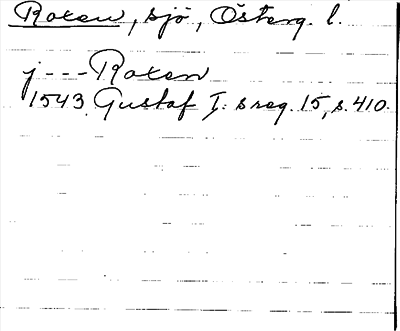 Roxen, sjö, Österg. l.
j - - - Roxen
1543 Gustaf I:s reg. 15, s. 410.